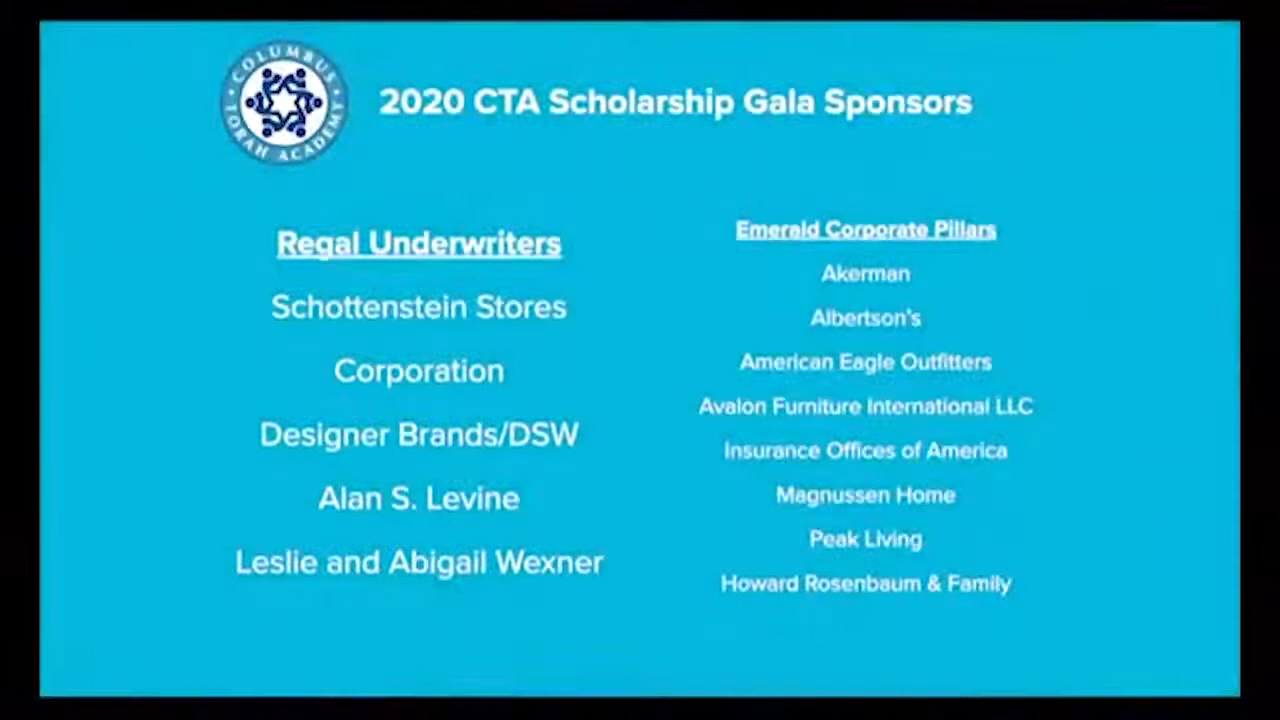 COLUMBUS
TORAH ACADEMY
2020 CTA Scholarship Gala Sponsors
Regal Underwriters
Schottenstein Stores
Corporation
Designer Brands/DSW
Alan S. Levine
Leslie and Abigail Wexner
Emerald Corporate Pillars
Akerman
Albertson's
American Eagle Outfitters
Avalon Furniture International LLC
Insurance Offices of America
Magnussen Home
Peak Living
Howard Rosenbaum & Family